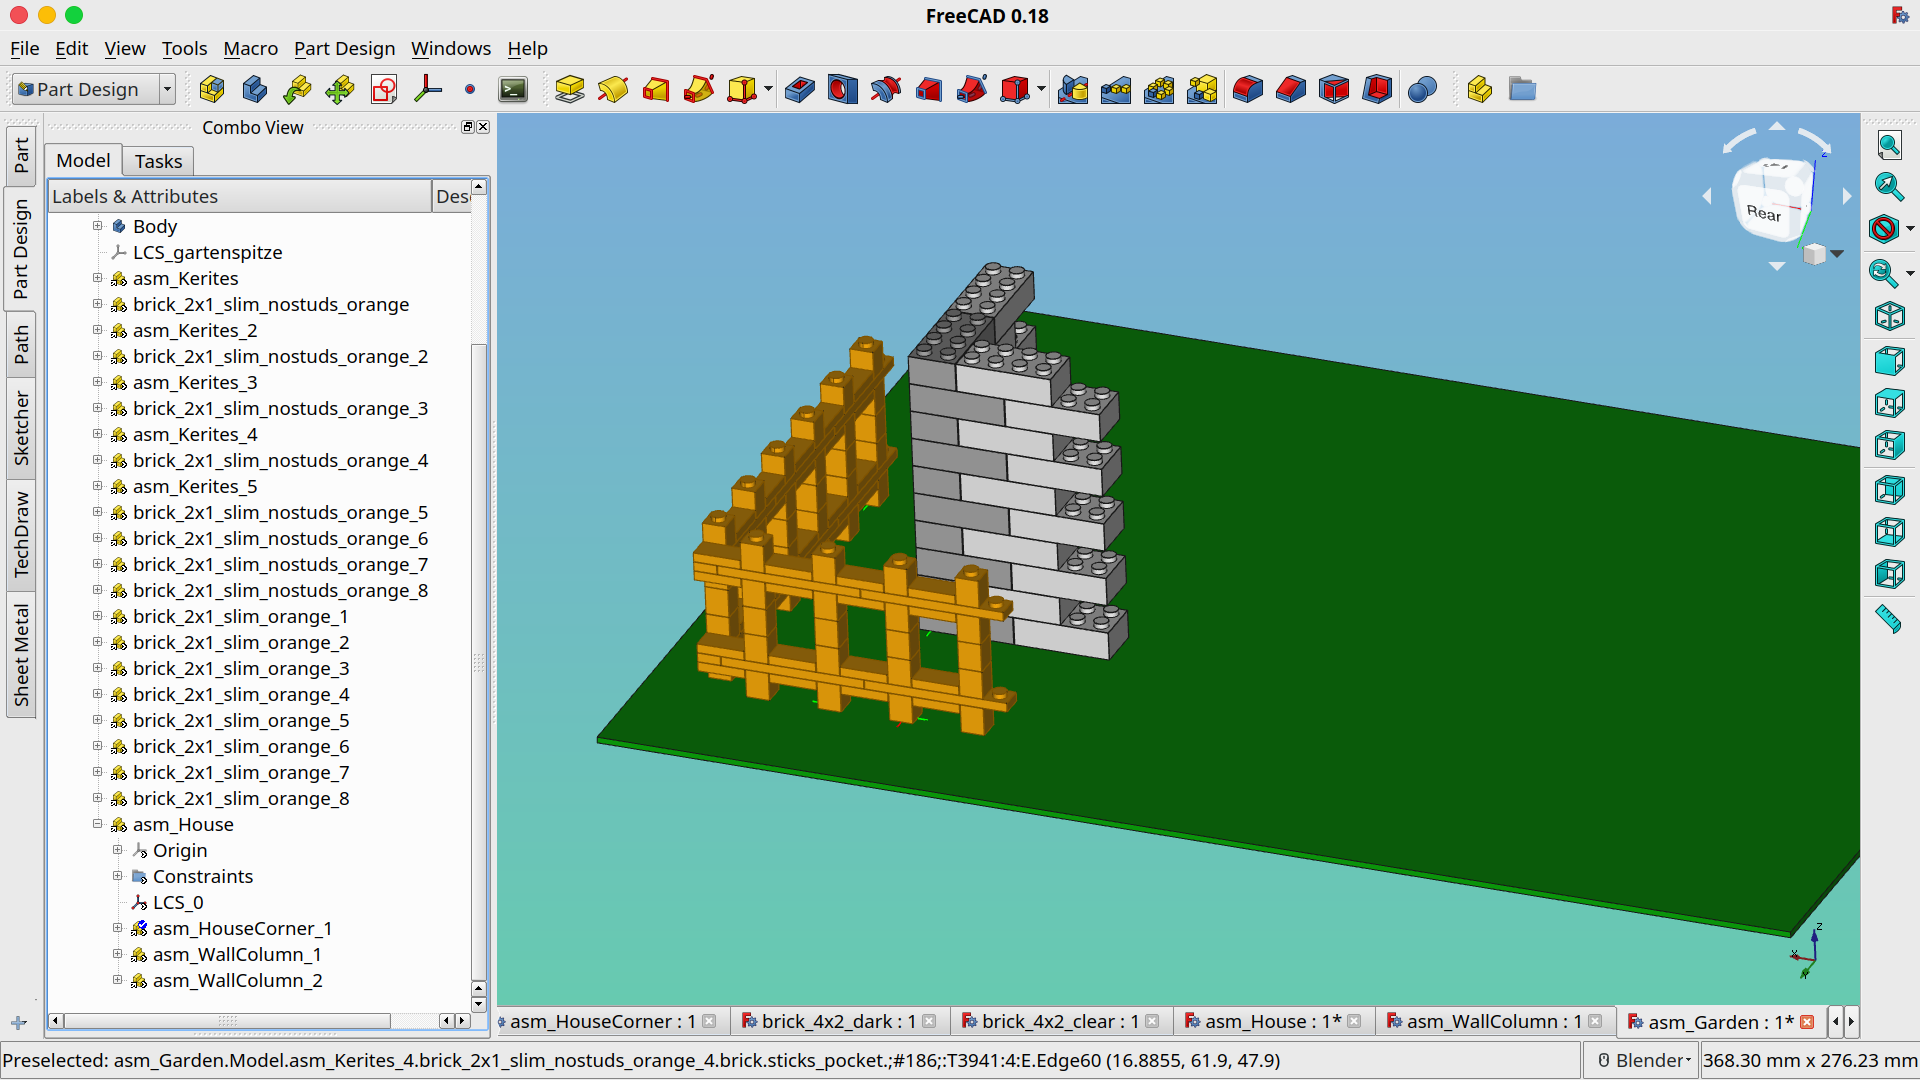 FreeCAD 0.18
File Edit View Tools Macro Part Design Windows Help
Part Design
Combo View
Model Tasks
Labels & Attributes Des
Body
LCS_gartenspitze
asm_Kerites
brick_2x1_slim_nostuds_orange
asm_Kerites_2
brick_2x1_slim_nostuds_orange_2
asm_Kerites_3
brick_2x1_slim_nostuds_orange_3
asm_Kerites_4
brick_2x1_slim_nostuds_orange_4
asm_Kerites_5
brick_2x1_slim_nostuds_orange_5
brick_2x1_slim_nostuds_orange_6
brick_2x1_slim_nostuds_orange_7
brick_2x1_slim_nostuds_orange_8
brick_2x1_slim_orange_1
brick_2x1_slim_orange_2
brick_2x1_slim_orange_3
brick_2x1_slim_orange_4
brick_2x1_slim_orange_5
brick_2x1_slim_orange_6
brick_2x1_slim_orange_7
brick_2x1_slim_orange_8
asm_House
Origin
Constraints
LCS_0
asm_HouseCorner_1
asm_WallColumn_1
asm_WallColumn_2
Part
Part Design
Path
Sketcher
TechDraw
Sheet Metal
Rear
z
z
x
Y
asm_HouseCorner : 1 brick_4x2_dark : 1 brick_4x2_clear : 1 asm_House : 1* asm_WallColumn : 1 asm_Garden : 1*
Preselected: asm_Garden.Model.asm_Kerites_4.brick_2x1_slim_nostuds_orange_4.brick.sticks_pocket.;#186;:T3941:4:E.Edge60 (16.8855, 61.9, 47.9) Blender 368.30 mm x 276.23 mm